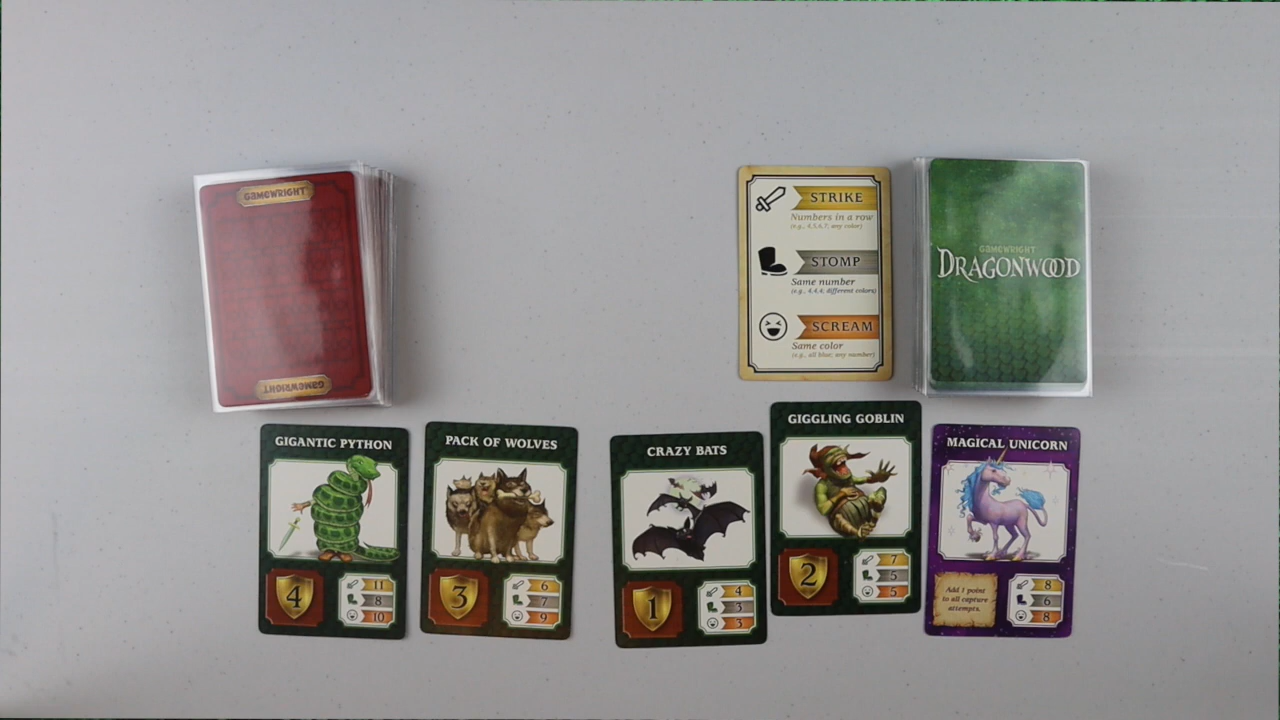 GAMEWRIGHT
GAMEWRIGHT
STRIKE
Numbers in a row
(e.g., 4,5,6,7; any color)
STOMP
Same number
(e.g., 4,4,4; different colors)
SCREAM
Same color
(e.g., all blue; any number)
GAMEWRIGHT
DRAGONWOOD
GIGANTIC PYTHON
4
11
8
10
PACK OF WOLVES
3
6
7
9
CRAZY BATS
1
4
3
3
GIGGLING GOBLIN
2
7
5
5
MAGICAL UNICORN
Add 1 point
to all capture
attempts.
8
6
8